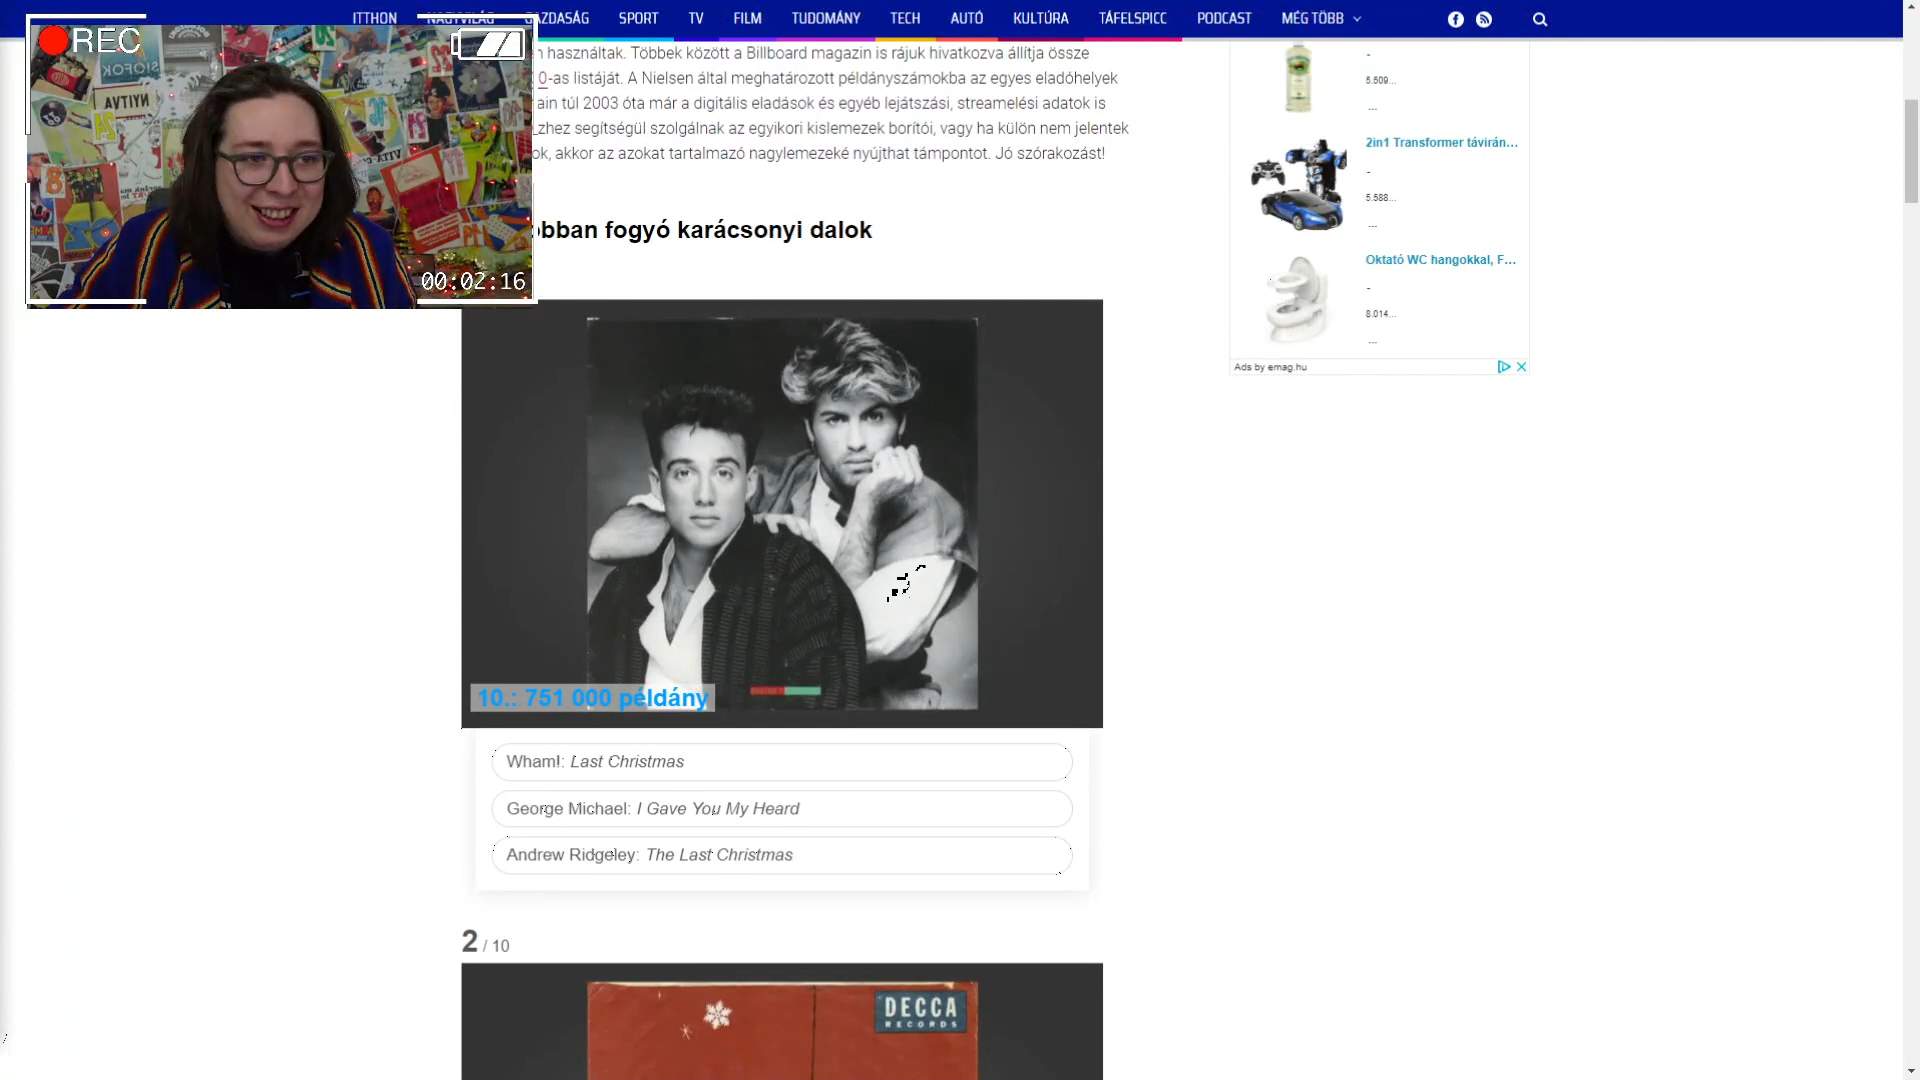 ITTHON NAGYVILÁG GAZDASÁG SPORT TV FILM TUDOMÁNY TECH AUTÓ KULTÚRA TÁFELSPICC PODCAST MÉG TÖBB
REC
SIOFOK
NYITVA
00:02:16
használtak. Többek között a Billboard magazin is rájuk hivatkozva állítja össze
0-as listáját. A Nielsen által meghatározott példányszámokba az egyes eladóhelyek
ain túl 2003 óta már a digitális eladások és egyéb lejátszási, streamelési adatok is
zhez segítségül szolgálnak az egyikori kislemezek borítói, vagy ha külön nem jelentek
ok, akkor az azokat tartalmazó nagylemezeké nyújthat támpontot. Jó szórakozást!
obban fogyó karácsonyi dalok
-
5.509...
...
2in1 Transformer távirán...
-
5.588...
...
Oktató WC hangokkal, F...
-
8.014...
...
Ads by emag.hu
10.: 751 000 példány
Wham!: Last Christmas
George Michael: I Gave You My Heard
Andrew Ridgeley: The Last Christmas
2 / 10
DECCA
RECORDS